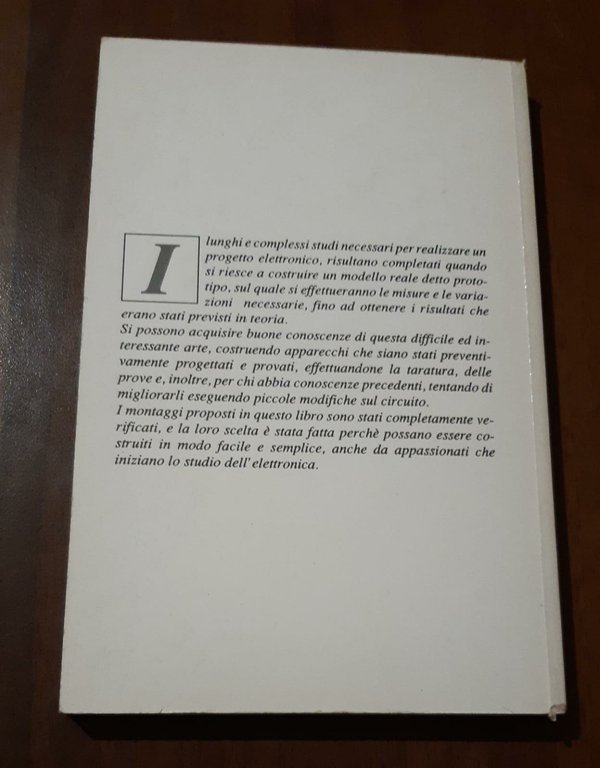 I lunghi e complessi studi necessari per realizzare un
progetto elettronico, risultano completati quando
si riesce a costruire un modello reale detto proto-
tipo, sul quale si effettueranno le misure e le varia-
zioni necessarie, fino ad ottenere i risultati che
erano stati previsti in teoria.
Si possono acquisire buone conoscenze di questa difficile ed in-
teressante arte, costruendo apparecchi che siano stati preventi-
vamente progettati e provati, effettuandone la taratura, delle
prove e, inoltre, per chi abbia conoscenze precedenti, tentando di
migliorarli eseguendo piccole modifiche sul circuito.
I montaggi proposti in questo libro sono stati completamente ve-
rificati, e la loro scelta è stata fatta perchè possano essere co-
struiti in modo facile e semplice, anche da appassionati che
iniziano lo studio dell'elettronica.